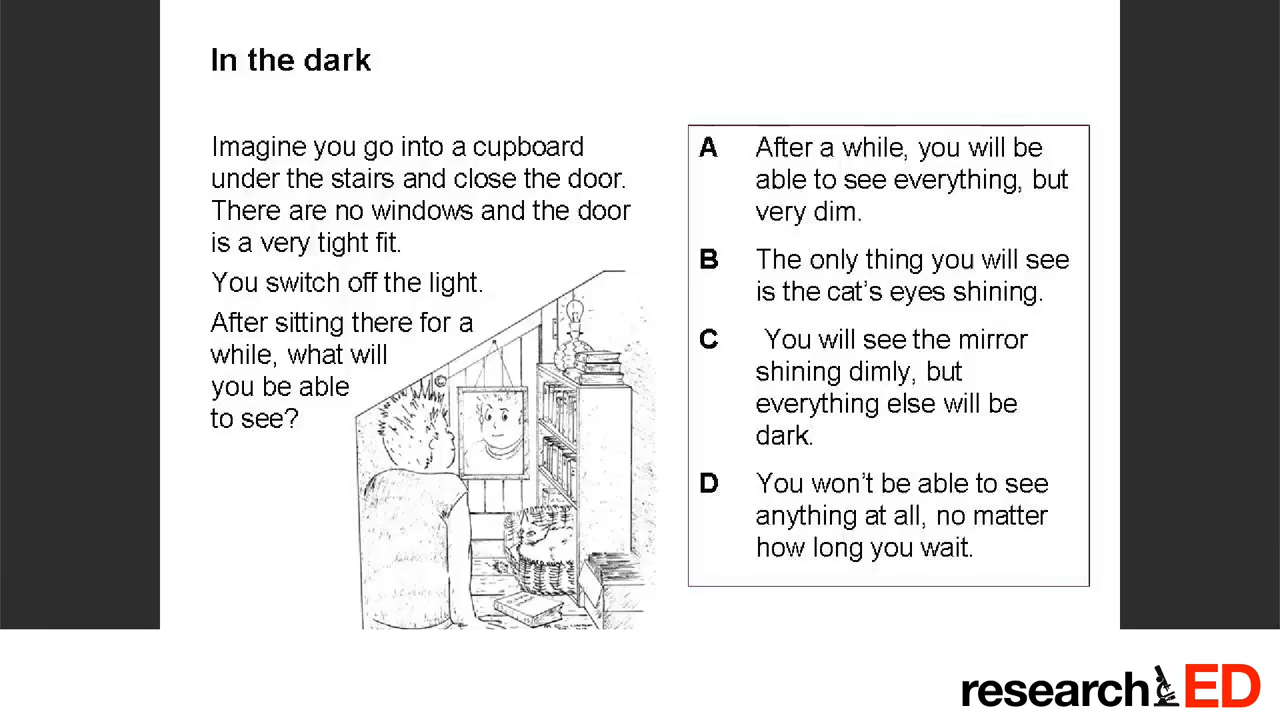 In the dark
Imagine you go into a cupboard
under the stairs and close the door.
There are no windows and the door
is a very tight fit.
You switch off the light.
After sitting there for a
while, what will
you be able
to see?
A After a while, you will be
able to see everything, but
very dim.
B The only thing you will see
is the cat's eyes shining.
C You will see the mirror
shining dimly, but
everything else will be
dark.
D You won't be able to see
anything at all, no matter
how long you wait.
researchED